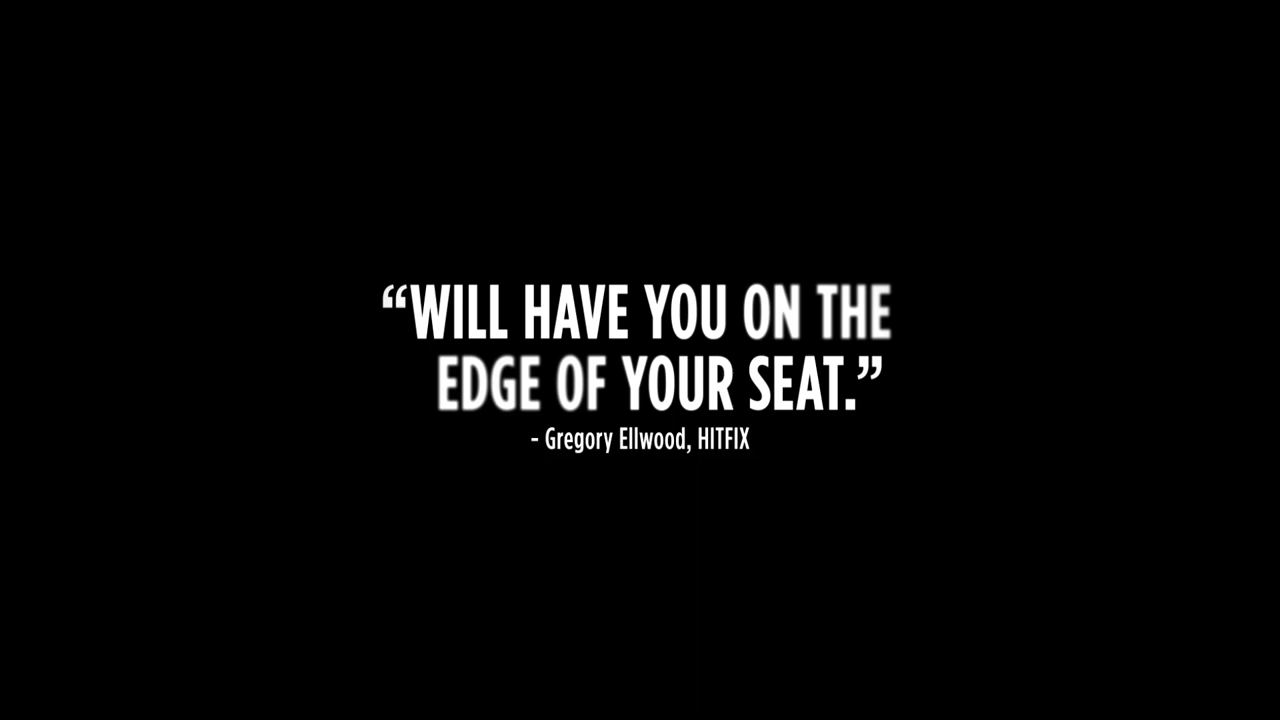 “WILL HAVE YOU ON THE
EDGE OF YOUR SEAT.”
- Gregory Ellwood, HITFIX